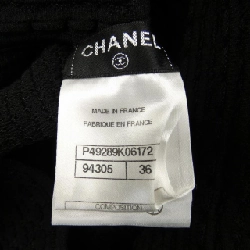 CHANEL
MADE IN FRANCE
FABRIQUE EN FRANCE
P49289K06172
94305 36
COMPOSITION